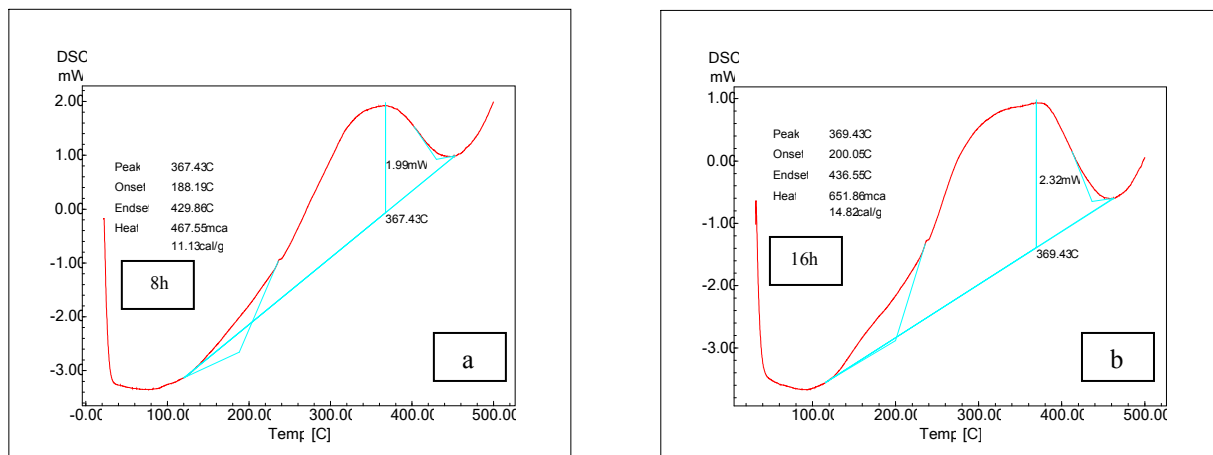 DSC
mW
2.00
1.00
0.00
-1.00
-2.00
-3.00
-0.00
100.00
200.00
300.00
400.00
500.00
Temp [C]
Peak 367.43C
Onset 188.19C
Endset 429.86C
Heat 467.55mca
11.13cal/g
1.99mW
367.43C
8h
a
DSC
mW
1.00
0.00
-1.00
-2.00
-3.00
100.00
200.00
300.00
400.00
500.00
Temp [C]
Peak 369.43C
Onset 200.05C
Endset 436.55C
Heat 651.86mca
14.82cal/g
2.32mW
369.43C
16h
b